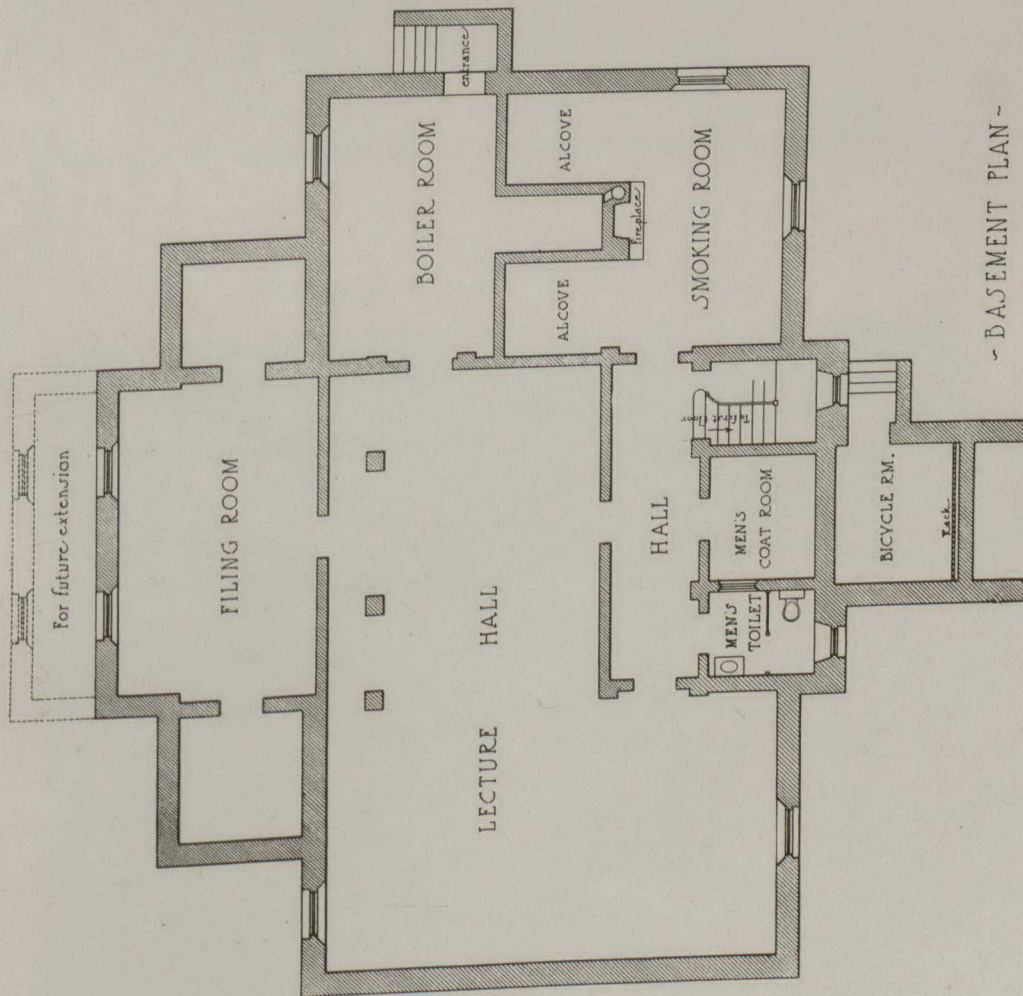 For future extension
FILING ROOM
LECTURE HALL
BOILER ROOM
entrance
ALCOVE
ALCOVE
Fireplace
SMOKING ROOM
HALL
To first floor
MEN'S
COAT ROOM
MEN'S
TOILET
BICYCLE RM.
Rack
~ BASEMENT PLAN ~